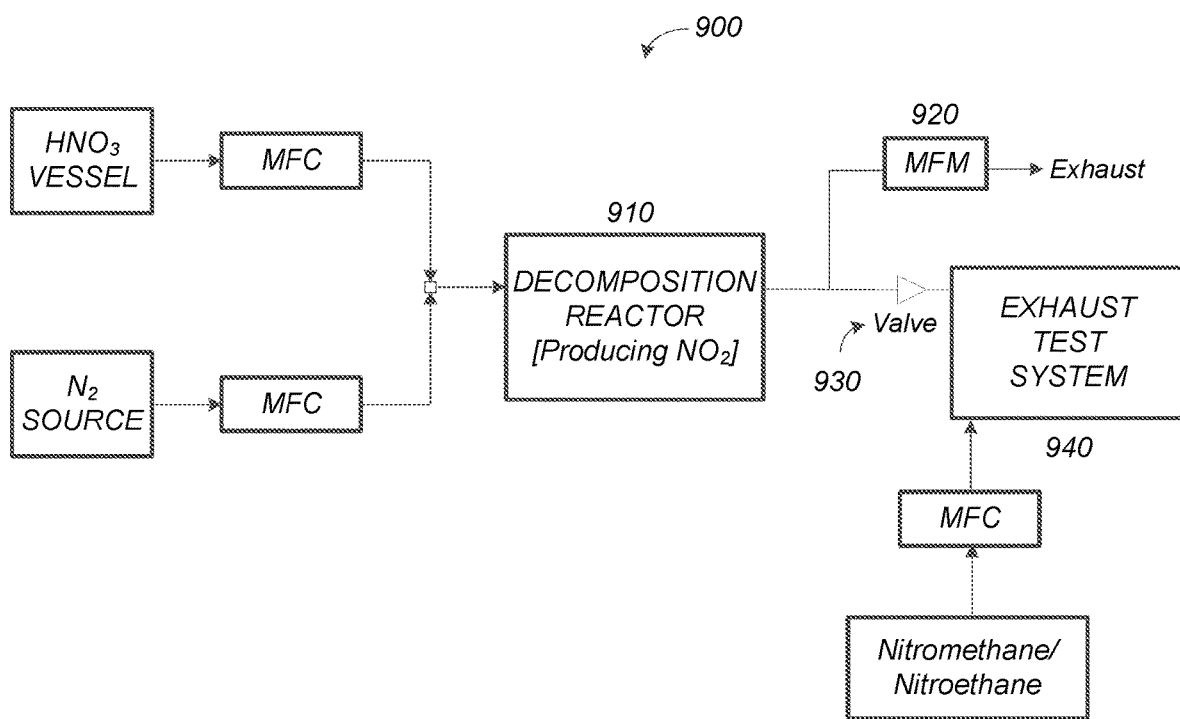 900
HNO₃
VESSEL
MFC
920
MFM
Exhaust
910
DECOMPOSITION
REACTOR
[Producing NO₂]
Valve
930
EXHAUST
TEST
SYSTEM
940
N₂
SOURCE
MFC
MFC
Nitromethane/
Nitroethane